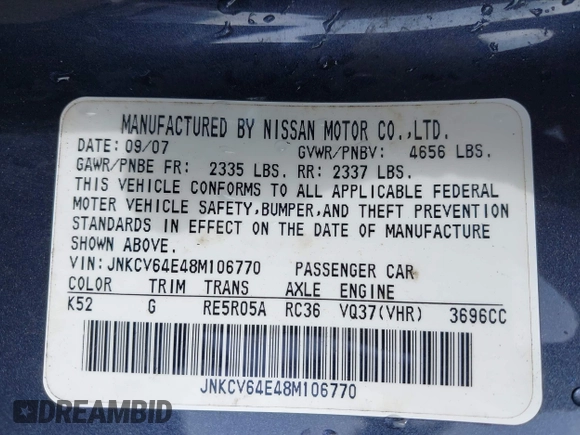 MANUFACTURED BY NISSAN MOTOR CO.,LTD.
DATE: 09/07 GVWR/PNBV: 4656 LBS.
GAWR/PNBE FR: 2335 LBS. RR: 2337 LBS.
THIS VEHICLE CONFORMS TO ALL APPLICABLE FEDERAL
MOTER VEHICLE SAFETY,BUMPER,AND THEFT PREVENTION
STANDARDS IN EFFECT ON THE DATE OF MANUFACTURE
SHOWN ABOVE.
VIN:JNKCV64E48M106770 PASSENGER CAR
COLOR TRIM TRANS AXLE ENGINE
K52 G RE5R05A RC36 VQ37(VHR) 3696CC
JNKCV64E48M106770
DREAMBID